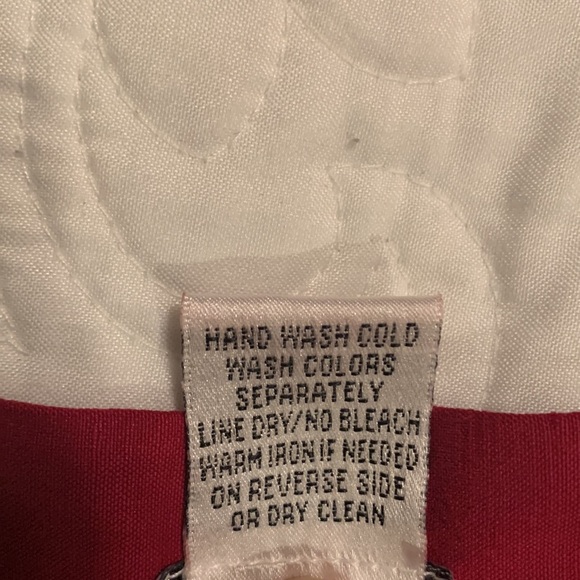 HAND WASH COLD
WASH COLORS
SEPARATELY
LINE DRY/NO BLEACH
WARM IRON IF NEEDED
ON REVERSE SIDE
OR DRY CLEAN